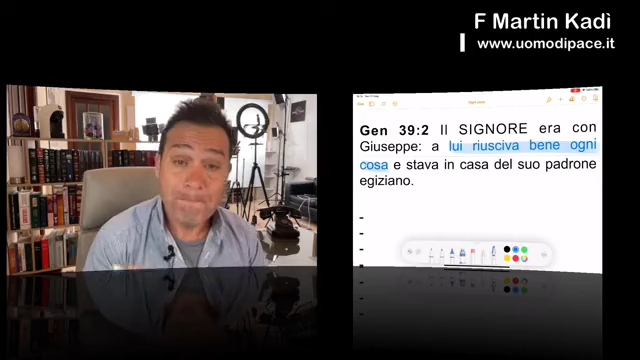 F Martin Kadì
www.uomodipace.it
Gen 39:2 Il SIGNORE era con
Giuseppe: a lui riusciva bene ogni
cosa e stava in casa del suo padrone
egiziano.
-
-
-
-